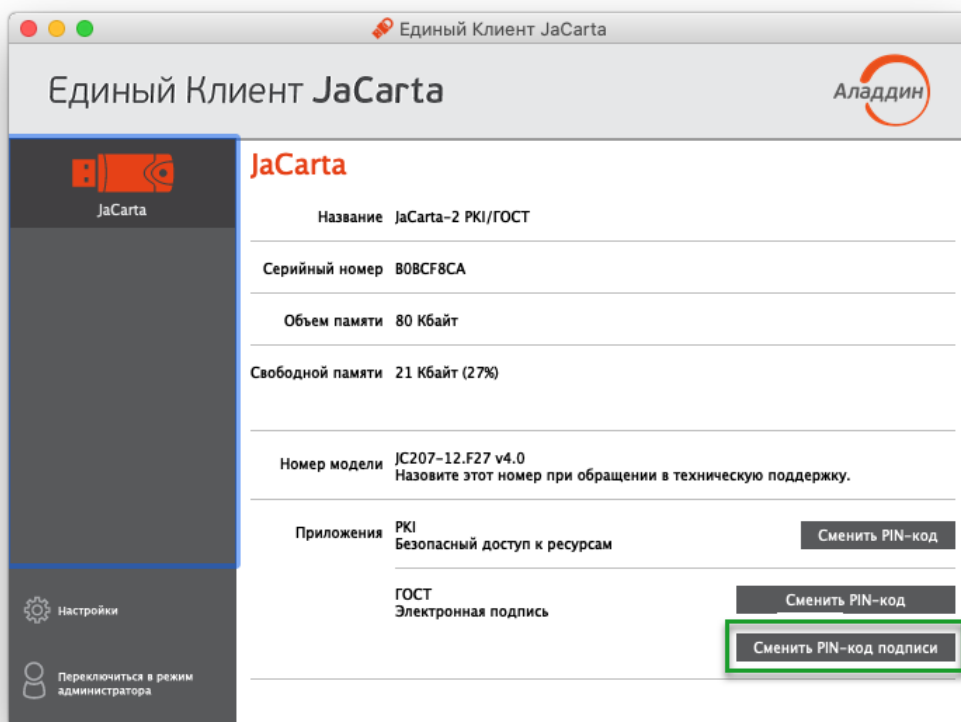 Единый Клиент JaCarta
Единый Клиент JaCarta
Аладдин
JaCarta
JaCarta
Название JaCarta-2 PKI/ГОСТ
Серийный номер B0BCF8CA
Объем памяти 80 Кбайт
Свободной памяти 21 Кбайт (27%)
Номер модели JC207-12.F27 v4.0
Назовите этот номер при обращении в техническую поддержку.
Приложения PKI
Безопасный доступ к ресурсам
Сменить PIN-код
ГОСТ
Электронная подпись
Сменить PIN-код
Сменить PIN-код подписи
Настройки
Переключиться в режим
администратора